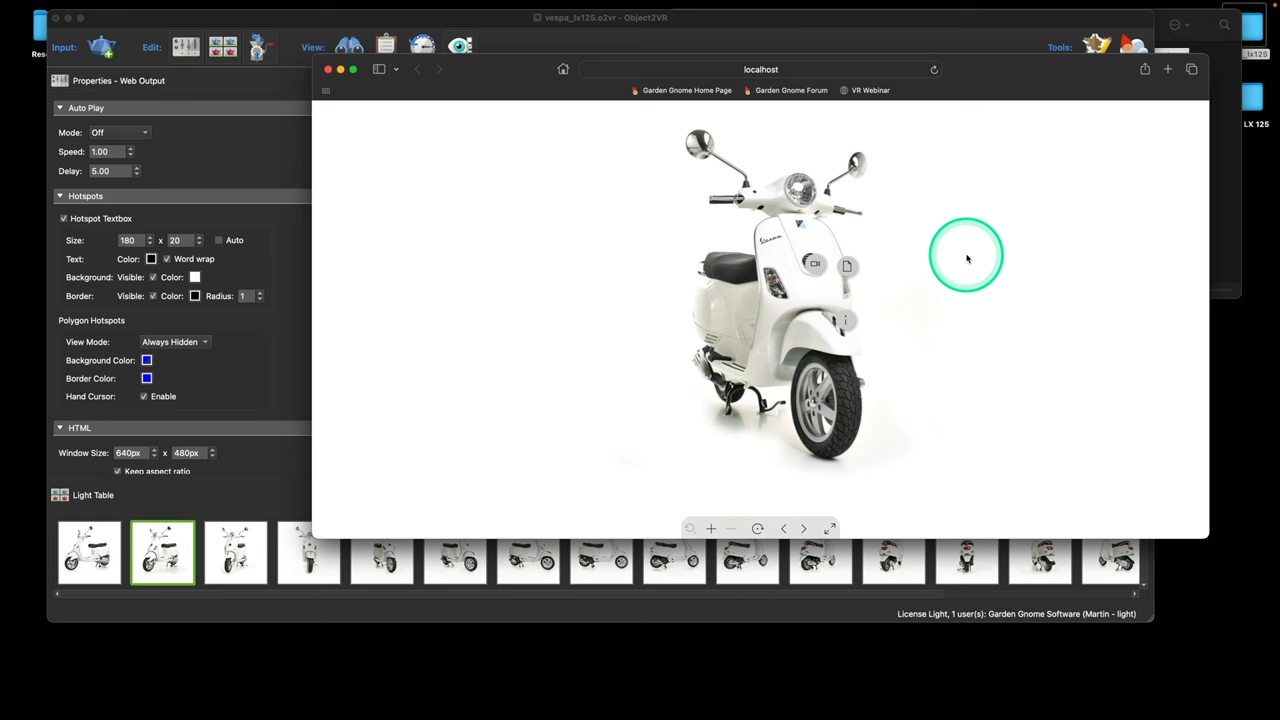 vespa_lx125.o2vr - Object2VR
Input:
Edit:
View:
Tools:
Properties - Web Output
localhost
Garden Gnome Home Page
Garden Gnome Forum
VR Webinar
Auto Play
Mode: Off
Speed: 1.00
Delay: 5.00
Hotspots
Hotspot Textbox
Size: 180 x 20 Auto
Text: Color: Word wrap
Background: Visible: Color:
Border: Visible: Color: Radius: 1
Polygon Hotspots
View Mode: Always Hidden
Background Color:
Border Color:
Hand Cursor: Enable
HTML
Window Size: 640px x 480px
Keep aspect ratio
Light Table
Vespa
License Light, 1 user(s): Garden Gnome Software (Martin - light)
_lx125
LX 125